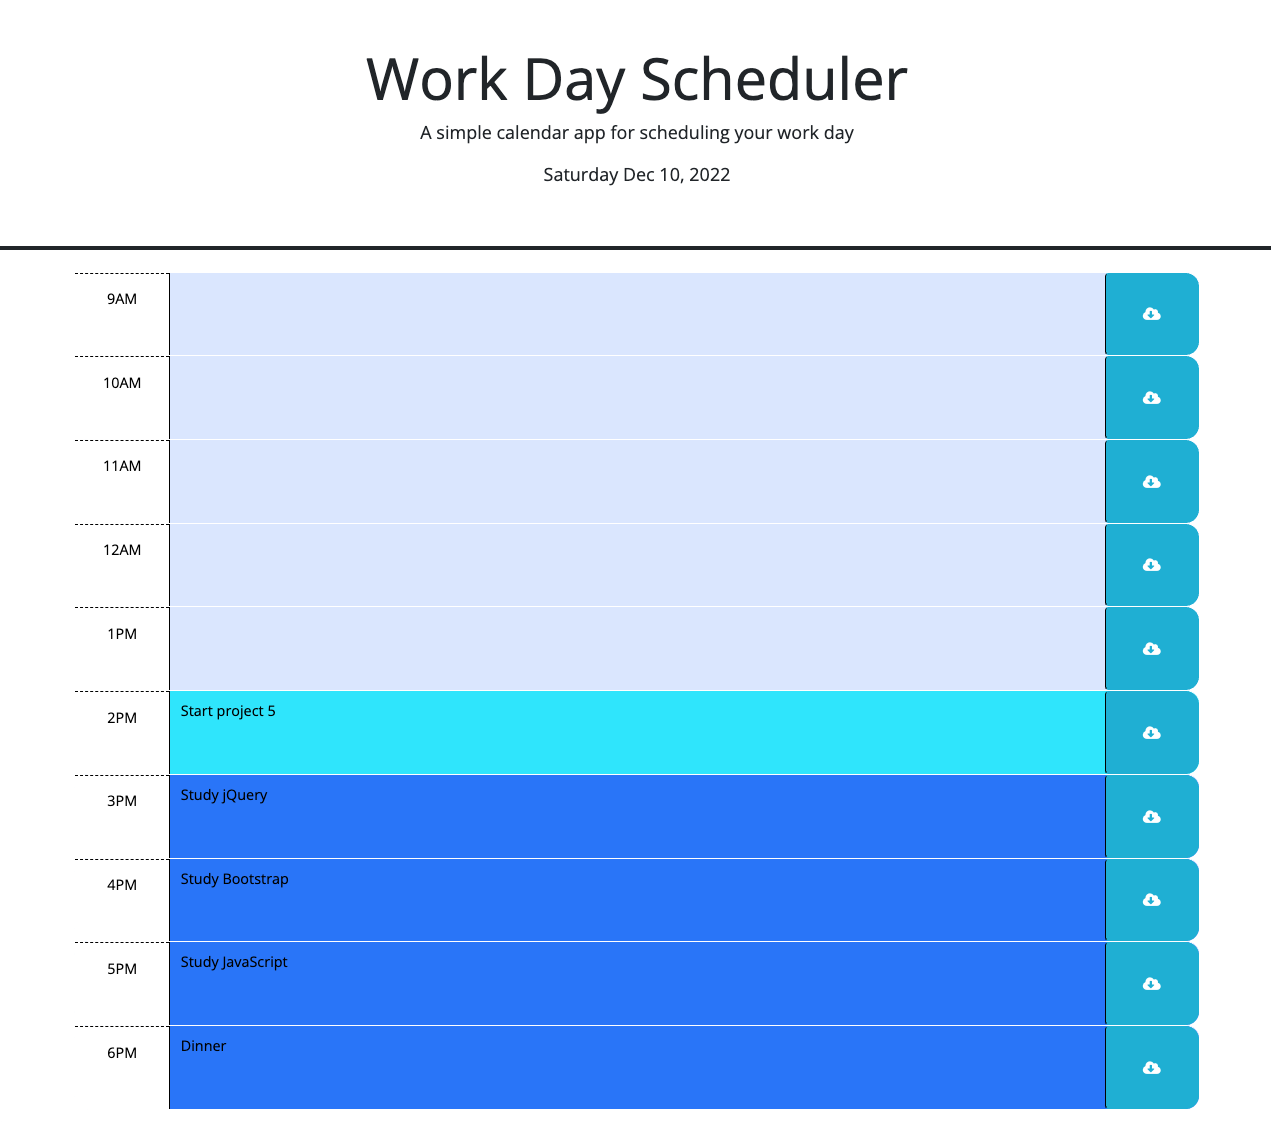 Work Day Scheduler
A simple calendar app for scheduling your work day
Saturday Dec 10, 2022
9AM
10AM
11AM
12AM
1PM
2PM Start project 5
3PM Study jQuery
4PM Study Bootstrap
5PM Study JavaScript
6PM Dinner